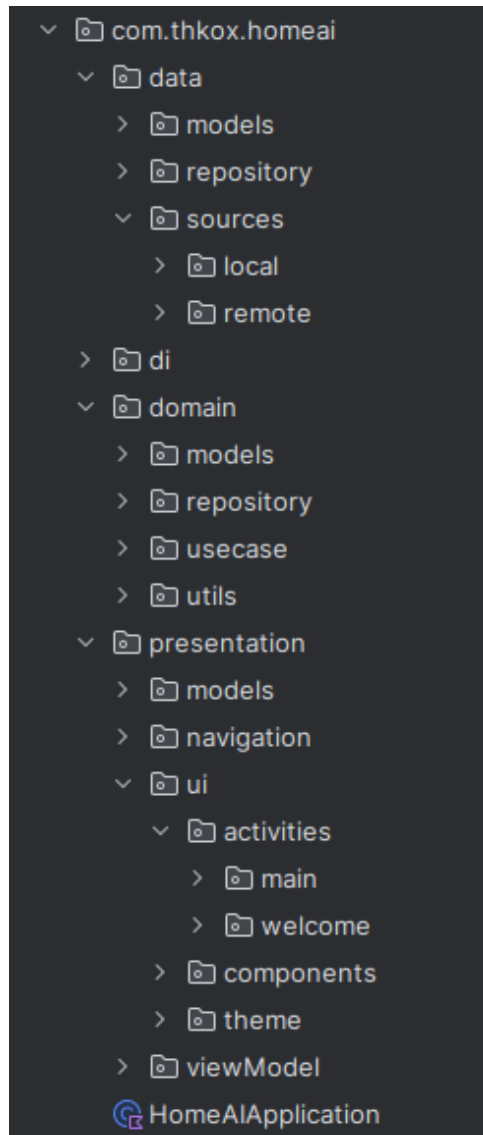 com.thkox.homeai
data
models
repository
sources
local
remote
di
domain
models
repository
usecase
utils
presentation
models
navigation
ui
activities
main
welcome
components
theme
viewModel
HomeAIApplication